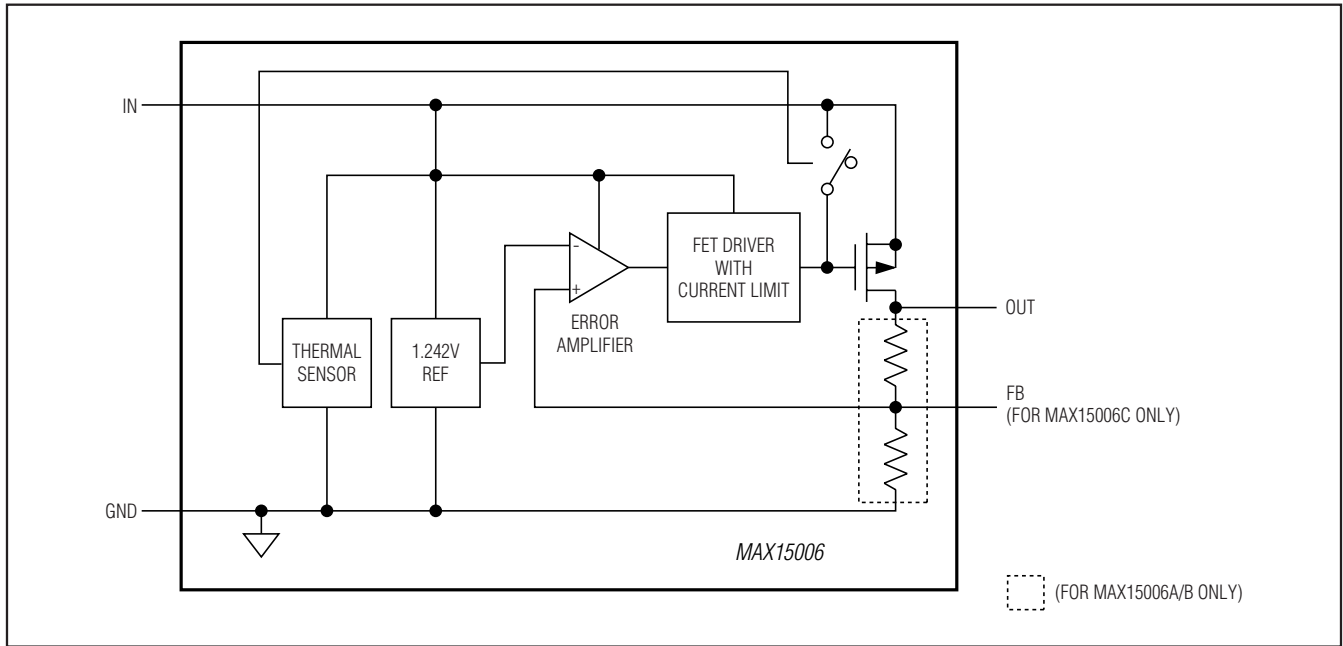 IN
THERMAL
SENSOR
1.242V
REF
-
+
ERROR
AMPLIFIER
FET DRIVER
WITH
CURRENT LIMIT
OUT
FB
(FOR MAX15006C ONLY)
GND
MAX15006
(FOR MAX15006A/B ONLY)